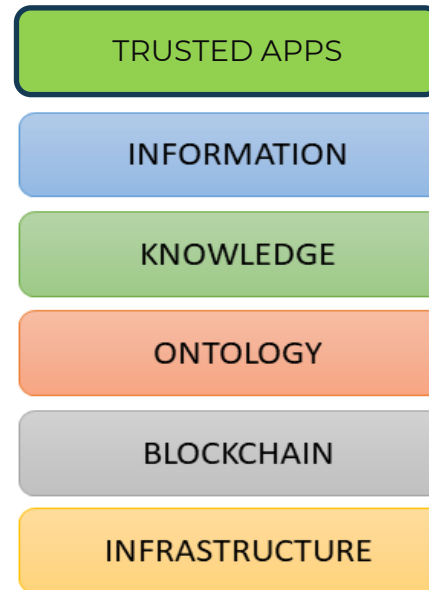 TRUSTED APPS
INFORMATION
KNOWLEDGE
ONTOLOGY
BLOCKCHAIN
INFRASTRUCTURE